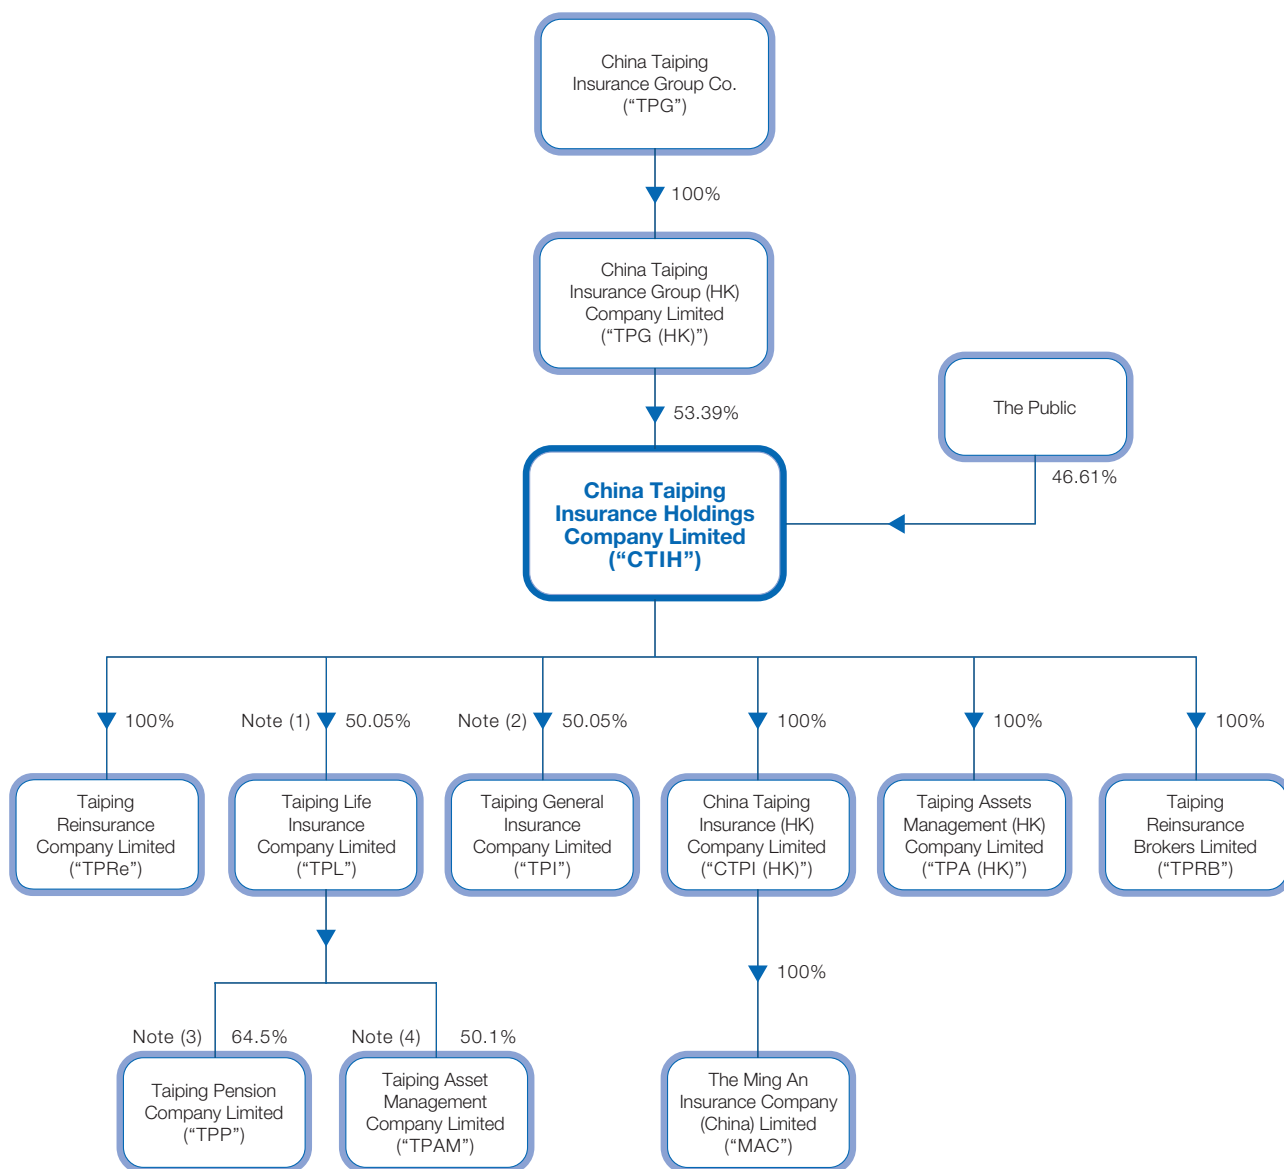 China Taiping
Insurance Group Co.
(“TPG”)
100%
China Taiping
Insurance Group (HK)
Company Limited
(“TPG (HK)”)
53.39%
The Public
46.61%
China Taiping
Insurance Holdings
Company Limited
(“CTIH”)
100%
Note (1) 50.05%
Note (2) 50.05%
100%
100%
100%
Taiping
Reinsurance
Company Limited
(“TPRe”)
Taiping Life
Insurance
Company Limited
(“TPL”)
Taiping General
Insurance
Company Limited
(“TPI”)
China Taiping
Insurance (HK)
Company Limited
(“CTPI (HK)”)
Taiping Assets
Management (HK)
Company Limited
(“TPA (HK)”)
Taiping
Reinsurance
Brokers Limited
(“TPRB”)
100%
Note (3) 64.5%
Note (4) 50.1%
Taiping Pension
Company Limited
(“TPP”)
Taiping Asset
Management
Company Limited
(“TPAM”)
The Ming An
Insurance Company
(China) Limited
(“MAC”)